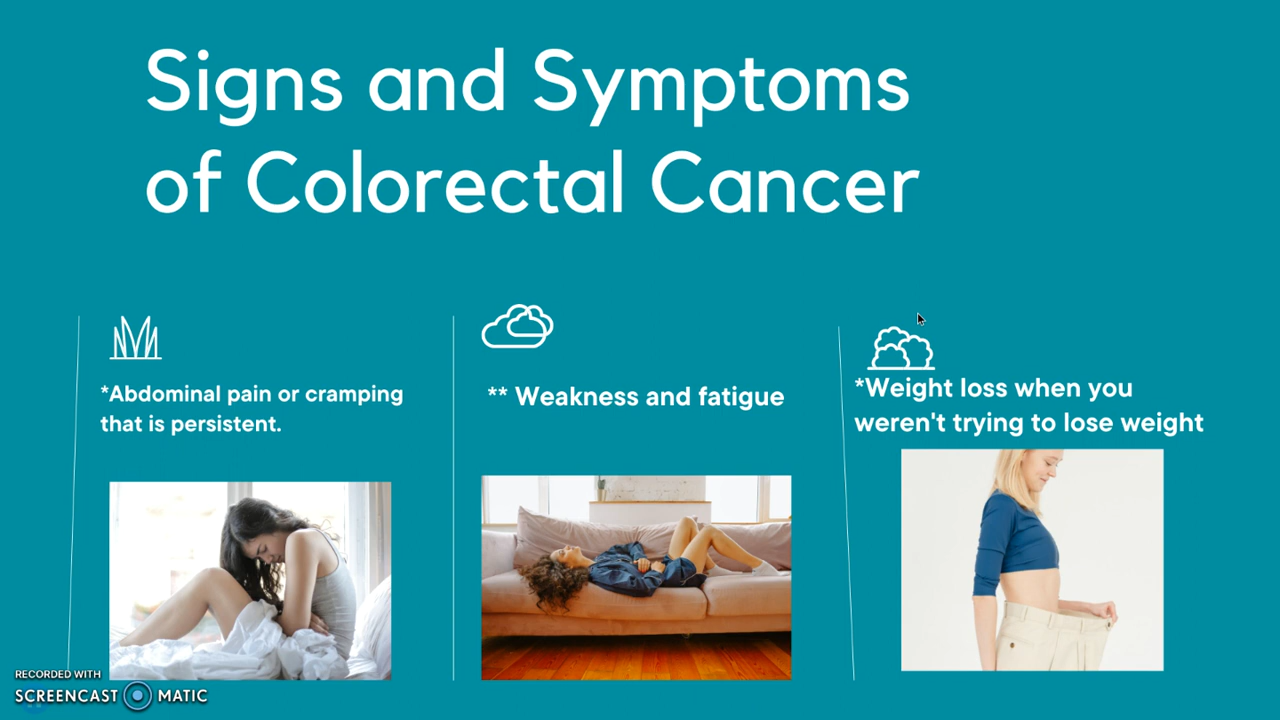 Signs and Symptoms
of Colorectal Cancer
*Abdominal pain or cramping
that is persistent.
** Weakness and fatigue
*Weight loss when you
weren't trying to lose weight
RECORDED WITH
SCREENCAST MATIC